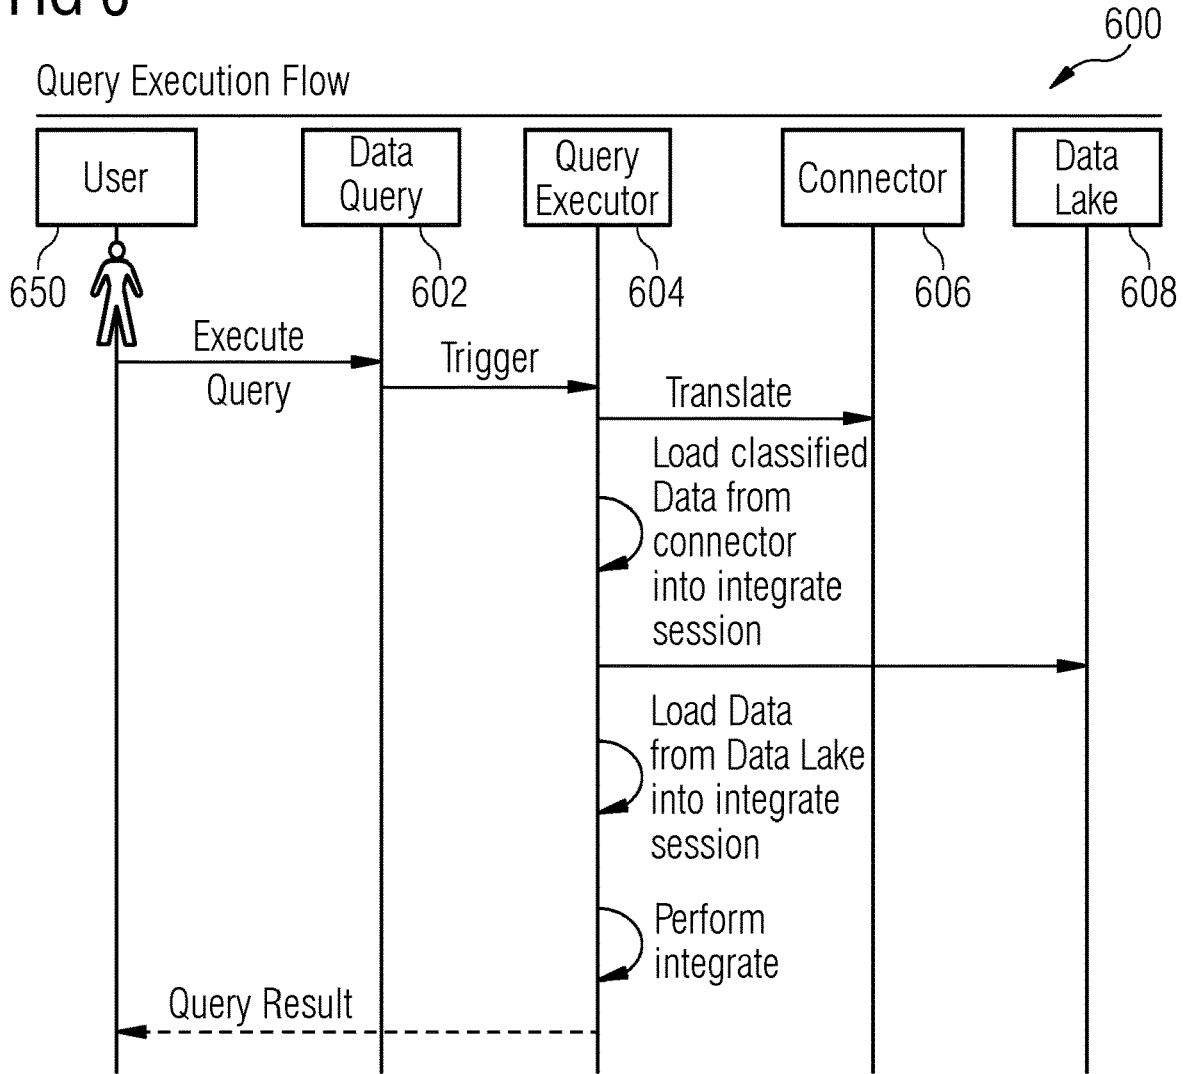 FIG 6
600
Query Execution Flow
User
Data
Query
Query
Executor
Connector
Data
Lake
650
602
604
606
608
Execute
Query
Trigger
Translate
Load classified
Data from
connector
into integrate
session
Load Data
from Data Lake
into integrate
session
Perform
integrate
Query Result